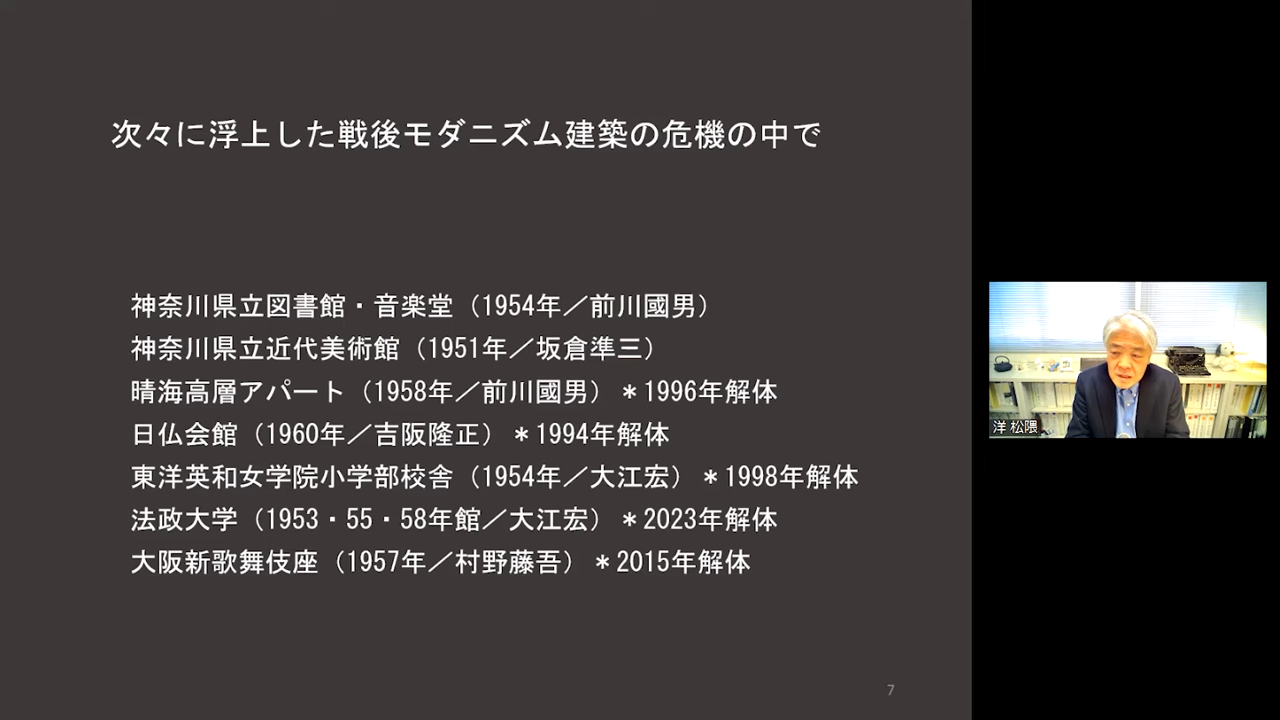 次々に浮上した戦後モダニズム建築の危機の中で
神奈川県立図書館・音楽堂（1954年／前川國男）
神奈川県立近代美術館（1951年／坂倉準三）
晴海高層アパート（1958年／前川國男）＊1996年解体
日仏会館（1960年／吉阪隆正）＊1994年解体
東洋英和女学院小学部校舎（1954年／大江宏）＊1998年解体
法政大学（1953・55・58年館／大江宏）＊2023年解体
大阪新歌舞伎座（1957年／村野藤吾）＊2015年解体
7
洋 松隈